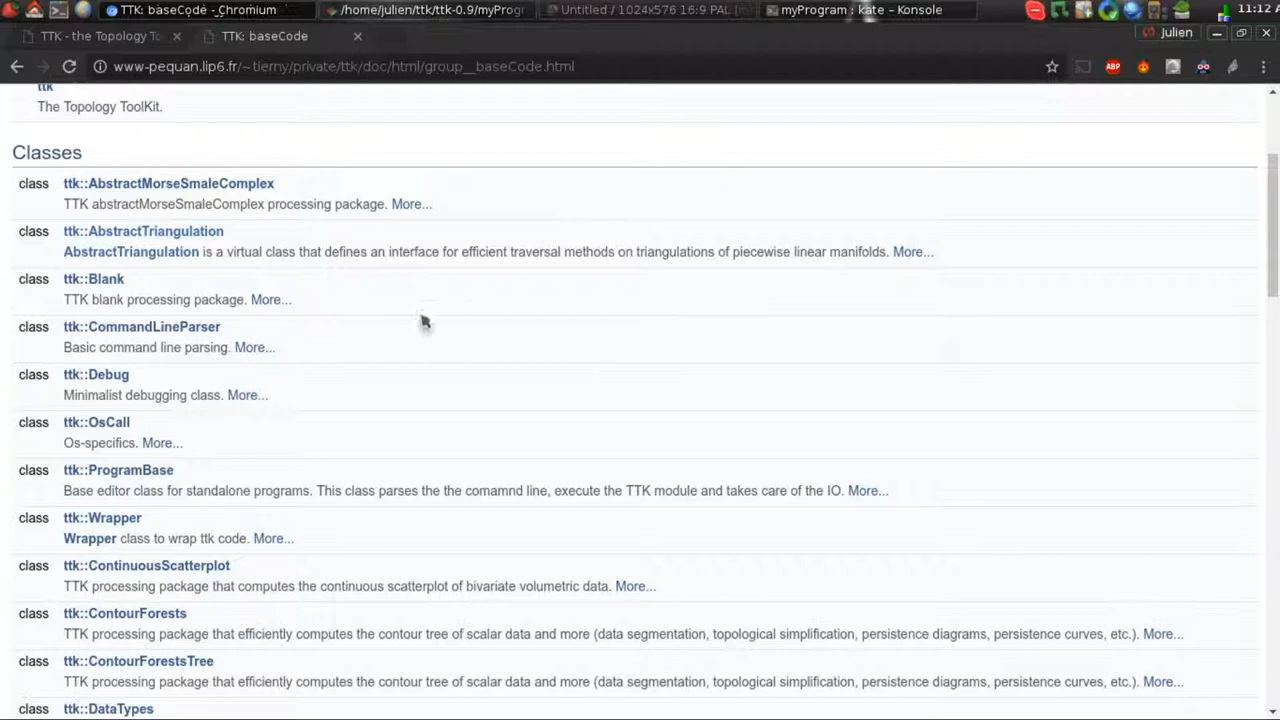 TTK: baseCode - Chromium
/home/julien/ttk/ttk-0.9/myProgr
Untitled / 1024x576 16:9 PAL
myProgram : kate – Konsole
11:12
TTK - the Topology To
TTK: baseCode
Julien
www-pequan.lip6.fr/~tierny/private/ttk/doc/html/group__baseCode.html
ABP
ttk
The Topology ToolKit.
Classes
class ttk::AbstractMorseSmaleComplex
TTK abstractMorseSmaleComplex processing package. More...
class ttk::AbstractTriangulation
AbstractTriangulation is a virtual class that defines an interface for efficient traversal methods on triangulations of piecewise linear manifolds. More...
class ttk::Blank
TTK blank processing package. More...
class ttk::CommandLineParser
Basic command line parsing. More...
class ttk::Debug
Minimalist debugging class. More...
class ttk::OsCall
Os-specifics. More...
class ttk::ProgramBase
Base editor class for standalone programs. This class parses the the comamnd line, execute the TTK module and takes care of the IO. More...
class ttk::Wrapper
Wrapper class to wrap ttk code. More...
class ttk::ContinuousScatterplot
TTK processing package that computes the continuous scatterplot of bivariate volumetric data. More...
class ttk::ContourForests
TTK processing package that efficiently computes the contour tree of scalar data and more (data segmentation, topological simplification, persistence diagrams, persistence curves, etc.). More...
class ttk::ContourForestsTree
TTK processing package that efficiently computes the contour tree of scalar data and more (data segmentation, topological simplification, persistence diagrams, persistence curves, etc.). More...
class ttk::DataTypes